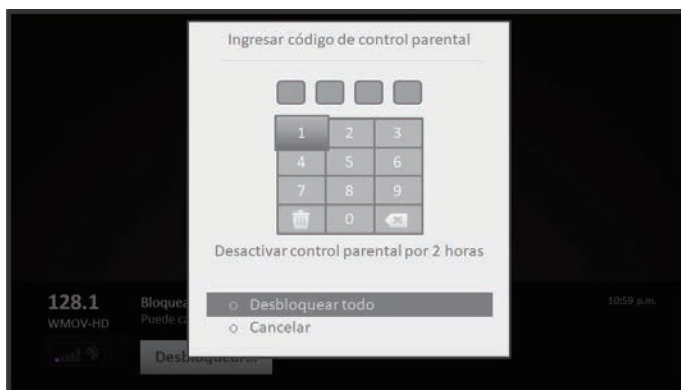 Ingresar código de control parental
1 2 3
4 5 6
7 8 9
0
Desactivar control parental por 2 horas
Desbloquear todo
Cancelar
128.1
WMOV-HD
10:59 p.m.